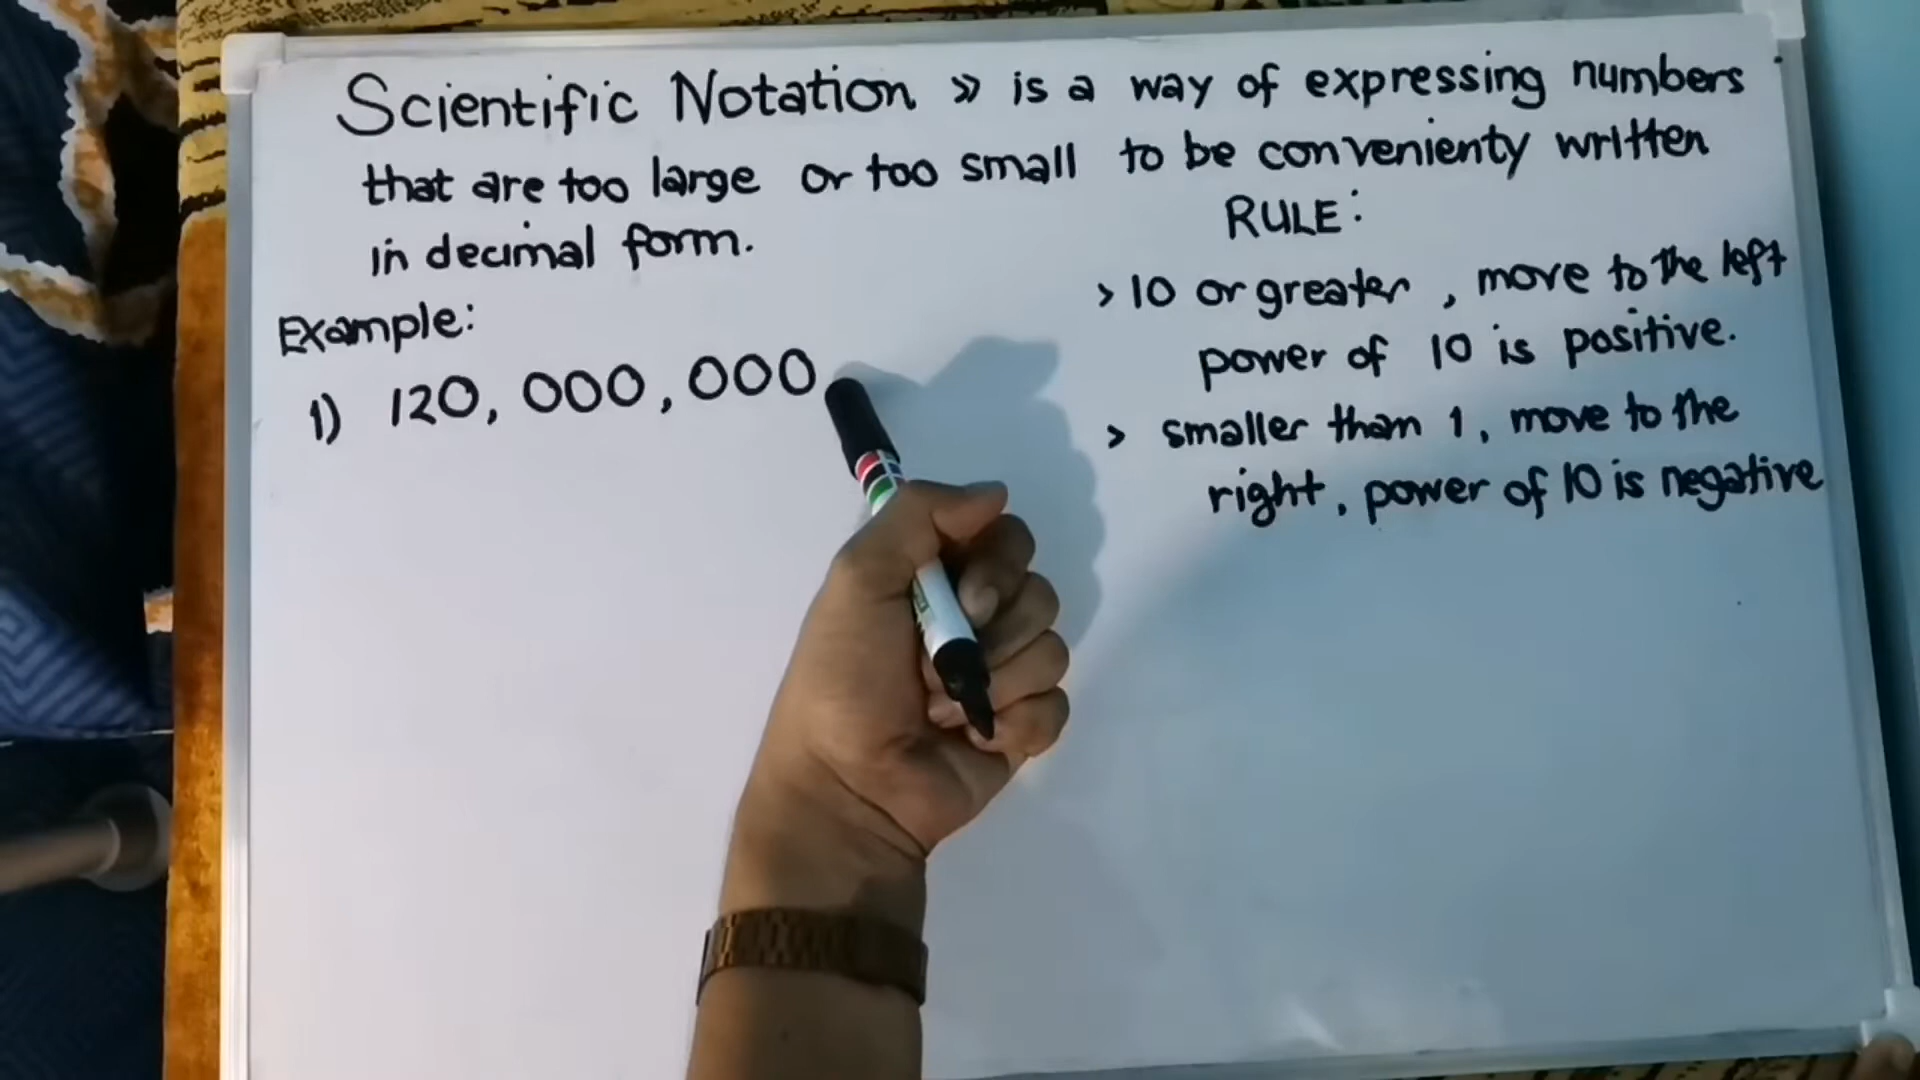 Scientific Notation » is a way of expressing numbers
that are too large or too small to be convenienty written
in decimal form.
RULE:
> 10 or greater, move to the left
power of 10 is positive.
> smaller than 1, move to the
right, power of 10 is negative
Example:
1) 120,000,000